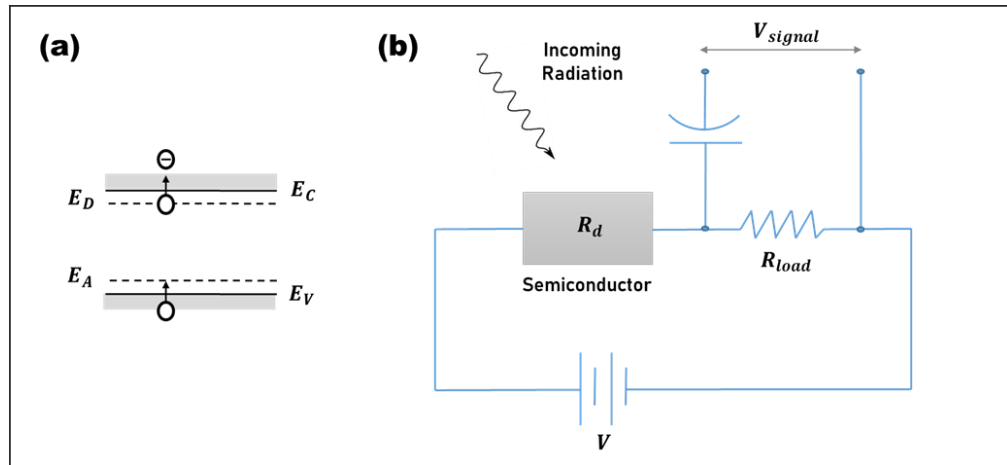 (a)
E_D
E_C
E_A
E_V
(b)
Incoming
Radiation
V_signal
R_d
Semiconductor
R_load
V